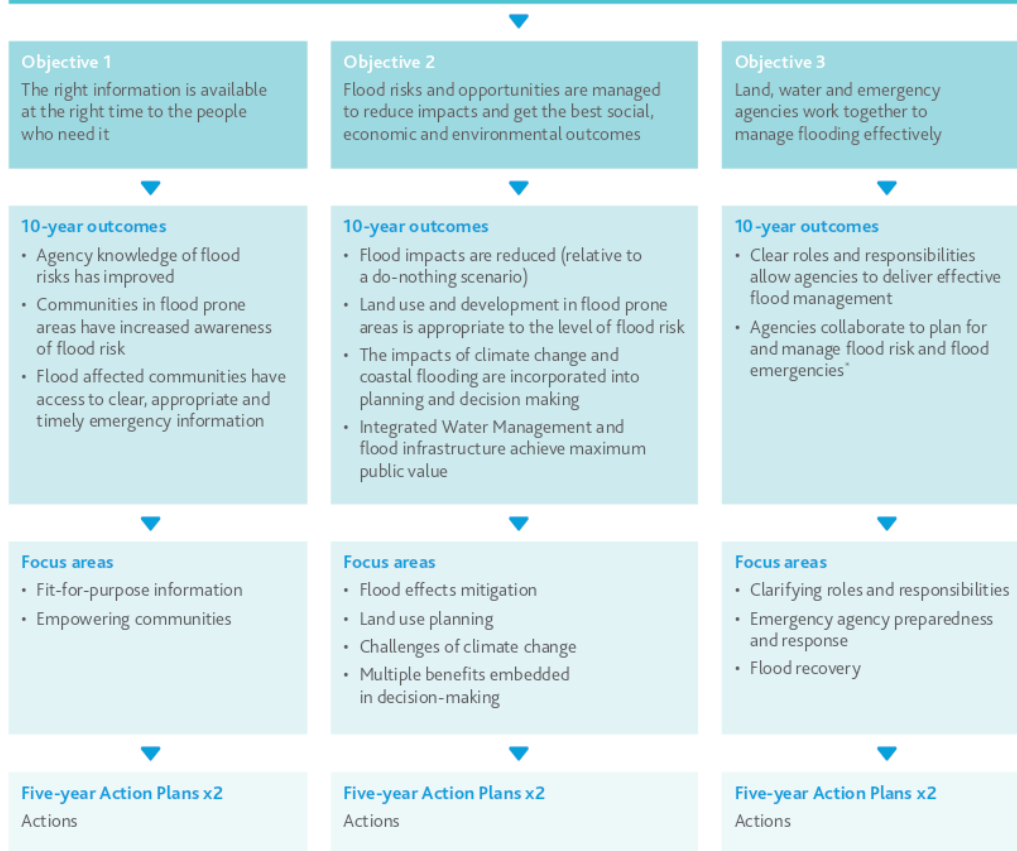 Objective 1
The right information is available
at the right time to the people
who need it
Objective 2
Flood risks and opportunities are managed
to reduce impacts and get the best social,
economic and environmental outcomes
Objective 3
Land, water and emergency
agencies work together to
manage flooding effectively
10-year outcomes
• Agency knowledge of flood
risks has improved
• Communities in flood prone
areas have increased awareness
of flood risk
• Flood affected communities have
access to clear, appropriate and
timely emergency information
10-year outcomes
• Flood impacts are reduced (relative to
a do-nothing scenario)
• Land use and development in flood prone
areas is appropriate to the level of flood risk
• The impacts of climate change and
coastal flooding are incorporated into
planning and decision making
• Integrated Water Management and
flood infrastructure achieve maximum
public value
10-year outcomes
• Clear roles and responsibilities
allow agencies to deliver effective
flood management
• Agencies collaborate to plan for
and manage flood risk and flood
emergencies*
Focus areas
• Fit-for-purpose information
• Empowering communities
Focus areas
• Flood effects mitigation
• Land use planning
• Challenges of climate change
• Multiple benefits embedded
in decision-making
Focus areas
• Clarifying roles and responsibilities
• Emergency agency preparedness
and response
• Flood recovery
Five-year Action Plans x2
Actions
Five-year Action Plans x2
Actions
Five-year Action Plans x2
Actions